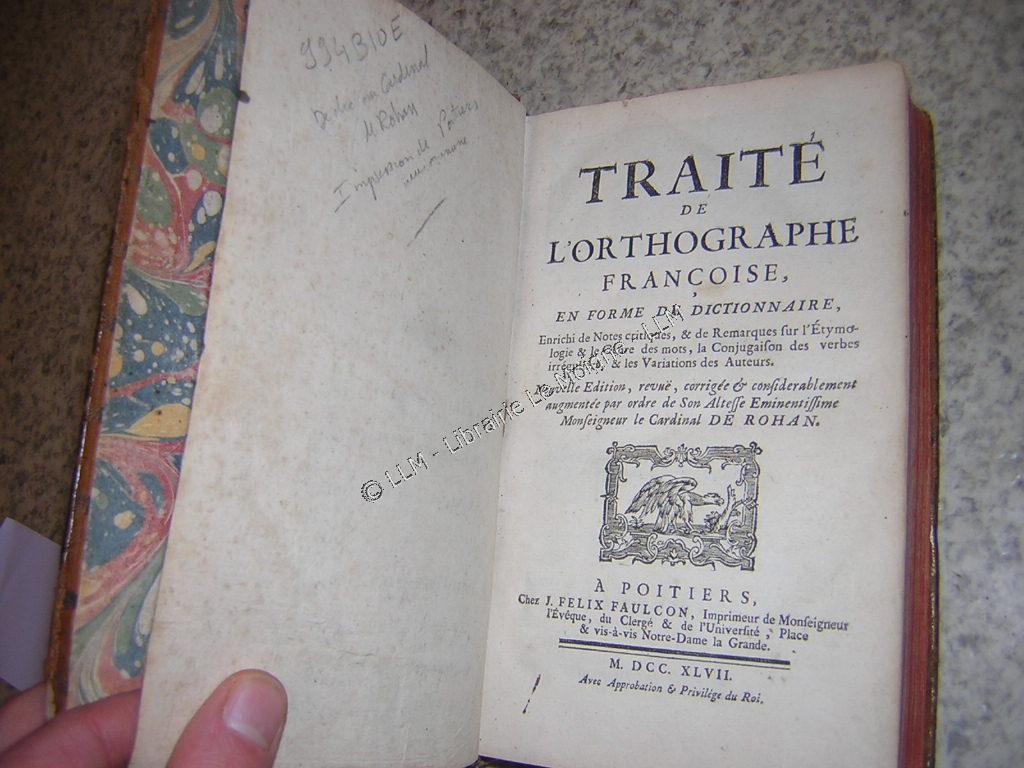 994310E
au Cardinal
de Rohan
Impression de Poitiers
TRAITÉ
DE
L'ORTHOGRAPHE
FRANÇOISE,
EN FORME DE DICTIONNAIRE,
Enrichi de Notes critiques, & de Remarques ſur l'Étymo-
logie & le Genre des mots, la Conjugaiſon des verbes
irréguliers, & les Variations des Auteurs.
Nouvelle Edition, revuë, corrigée & conſiderablement
augmentée par ordre de Son Alteſſe Eminentiſſime
Monſeigneur le Cardinal DE ROHAN.
À POITIERS,
Chez J. FELIX FAULCON, Imprimeur de Monſeigneur
l'Évêque, du Clergé & de l'Univerſité, Place
& vis-à-vis Notre-Dame la Grande.
M. DCC. XLVII.
Avec Approbation & Privilége du Roi.
© LLM - Librairie Le Moine - LLM